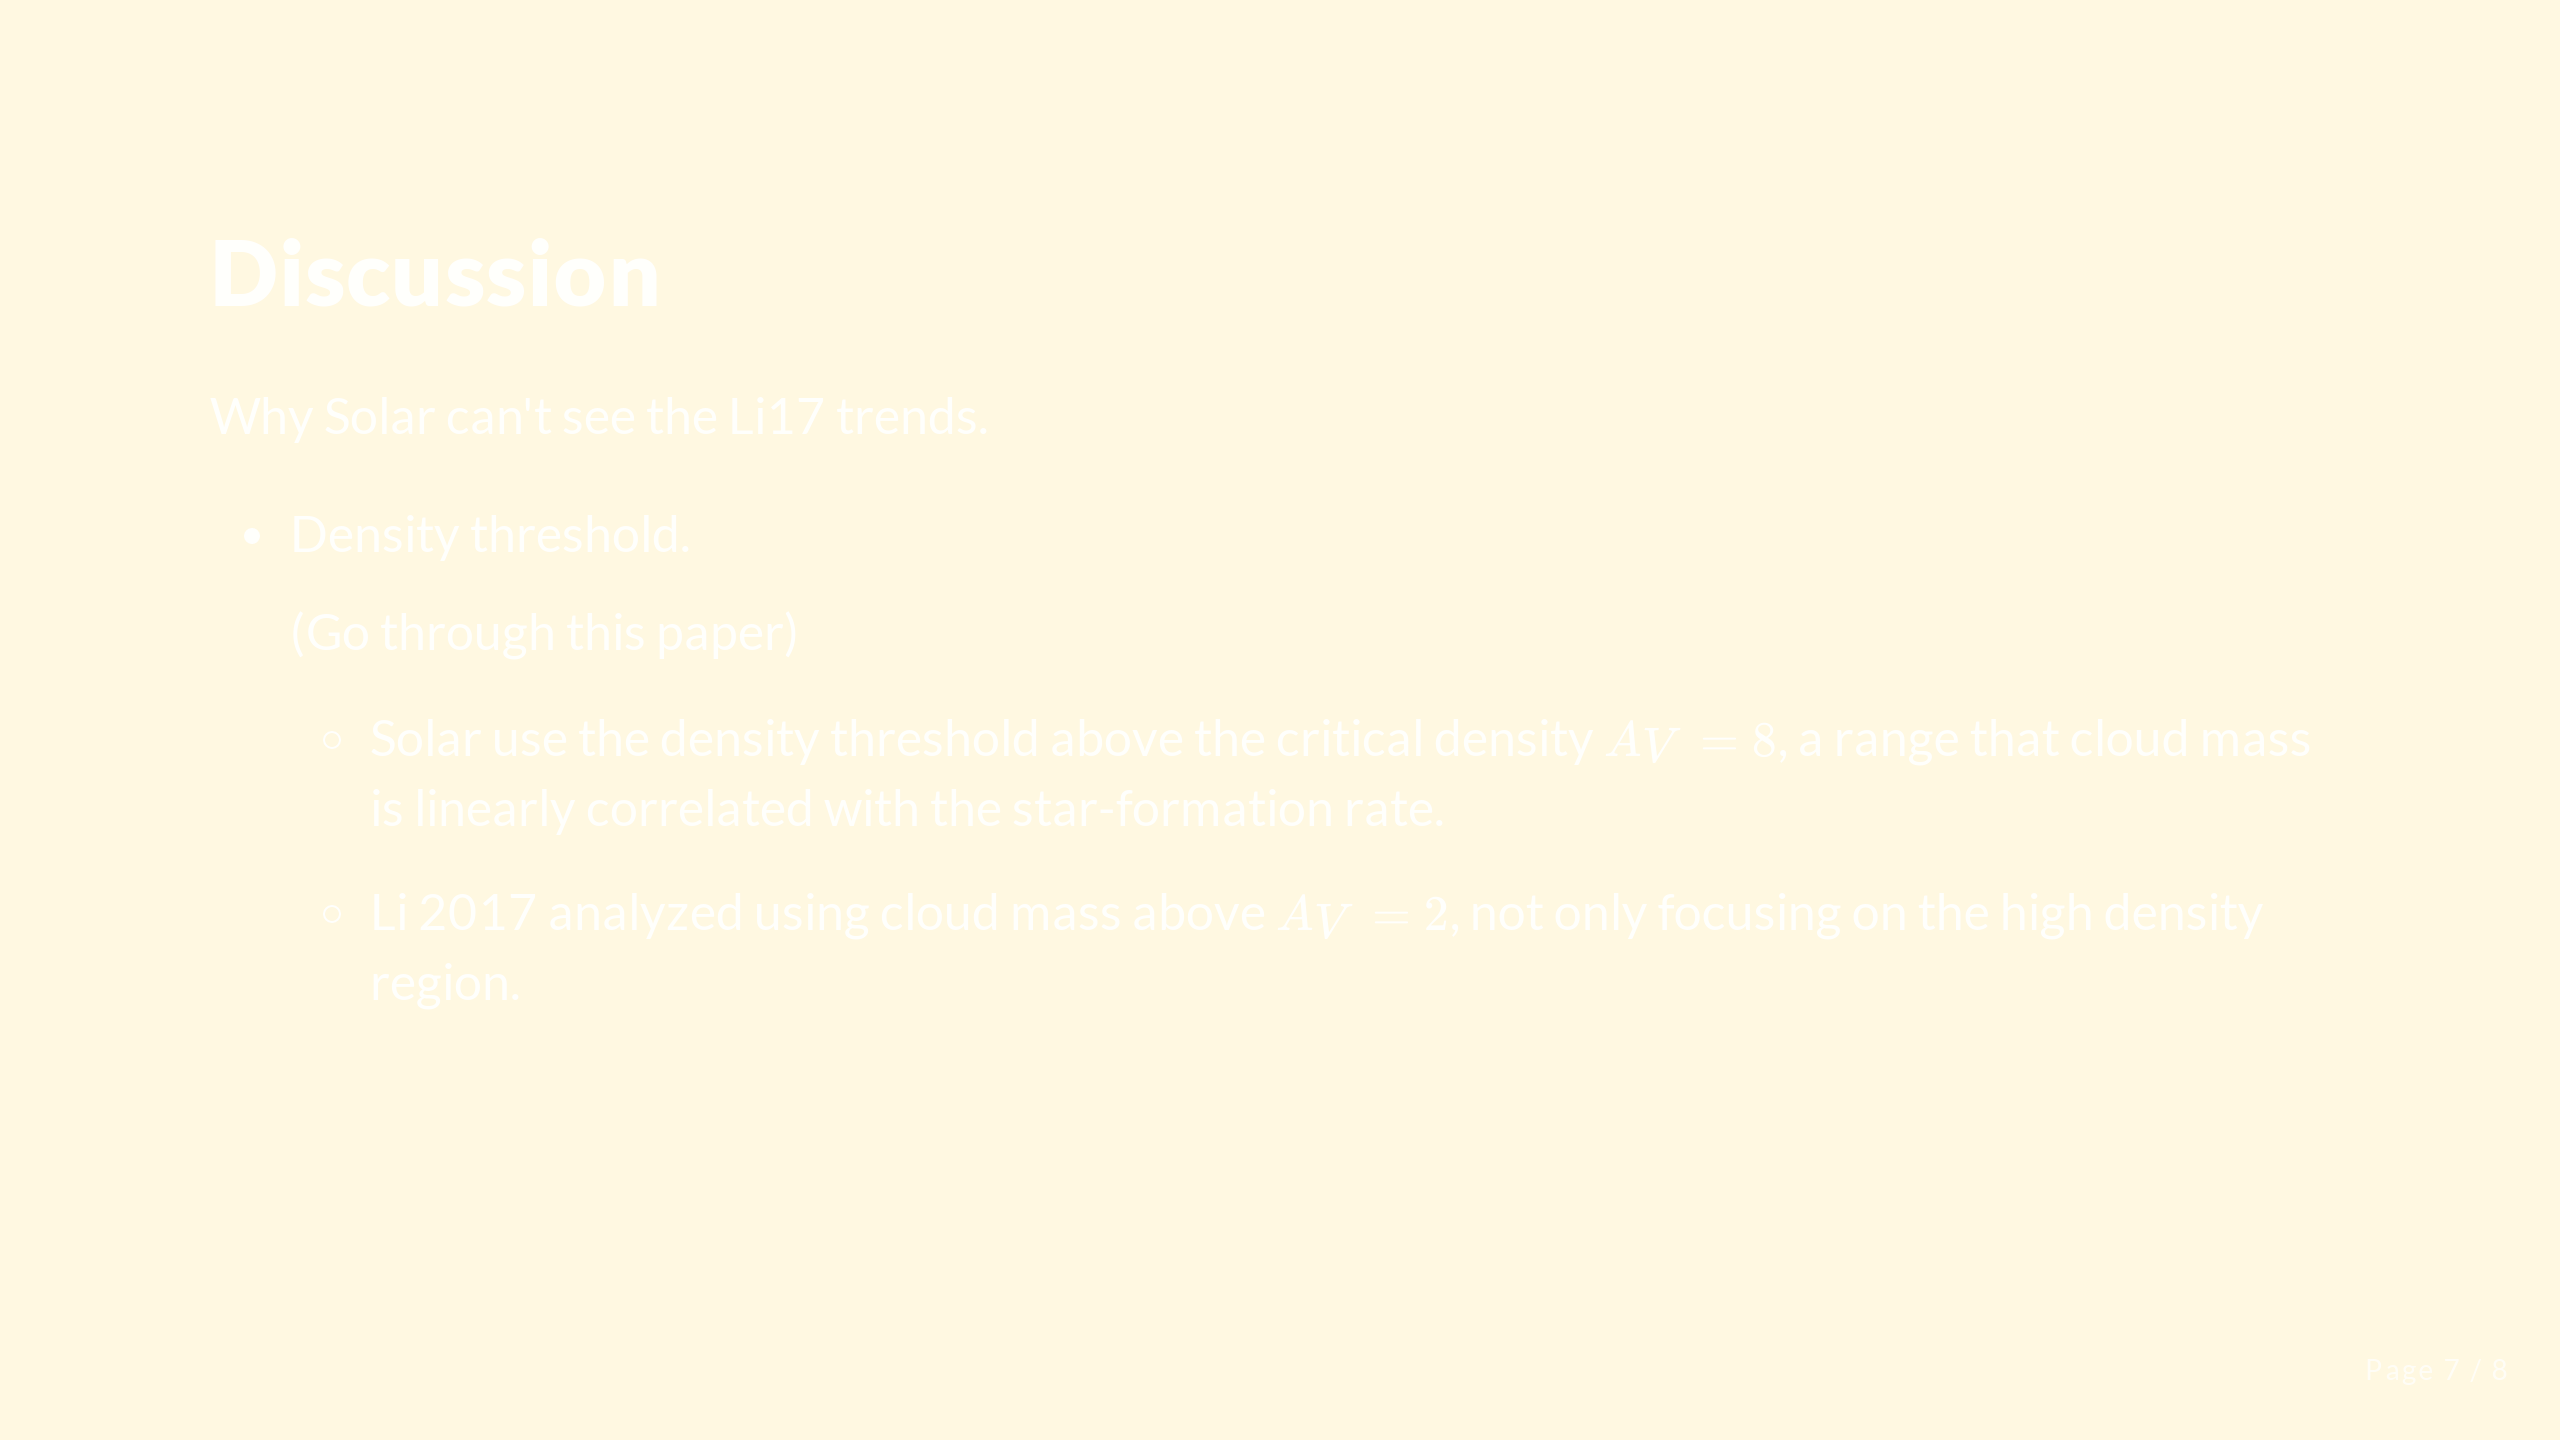 Discussion
Why Solar can't see the Li17 trends.
• Density threshold.
(Go through this paper)
○ Solar use the density threshold above the critical density A_V = 8, a range that cloud mass
is linearly correlated with the star-formation rate.
○ Li 2017 analyzed using cloud mass above A_V = 2, not only focusing on the high density
region.
Page 7 / 8